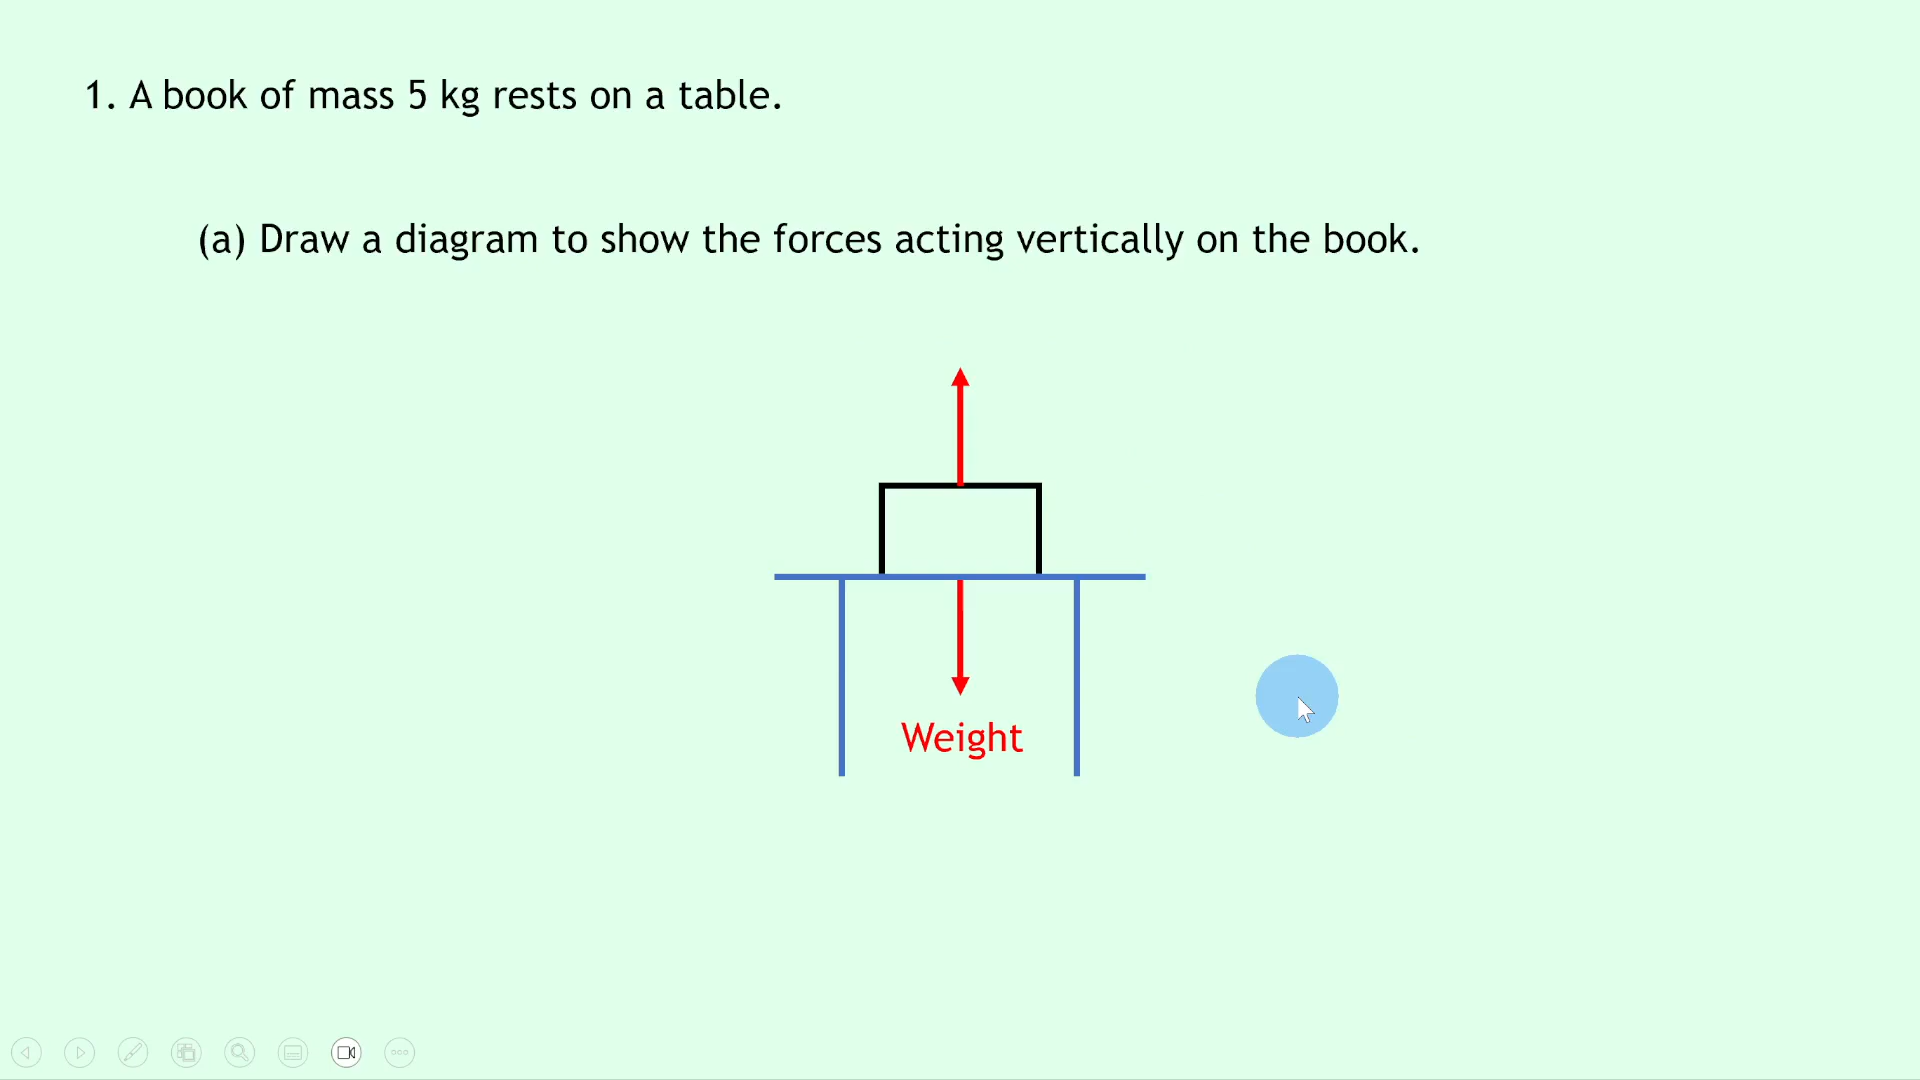 1. A book of mass 5 kg rests on a table.
(a) Draw a diagram to show the forces acting vertically on the book.
Weight